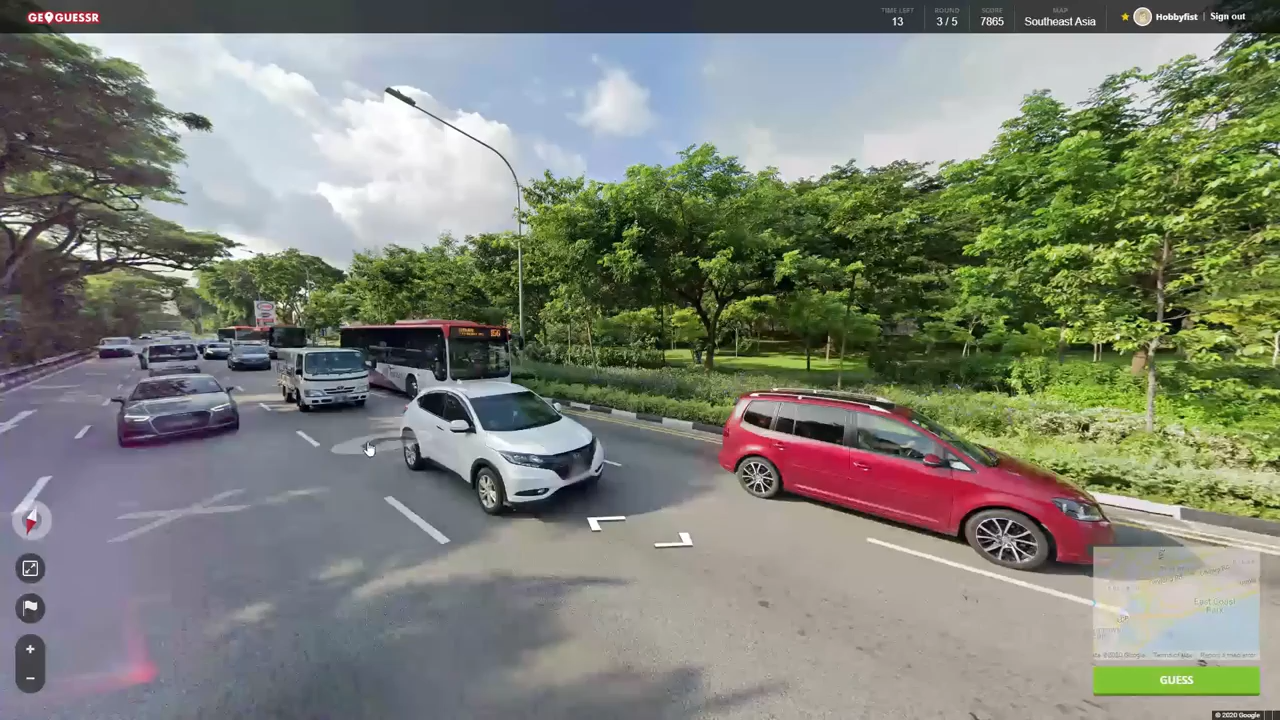 GEOGUESSR
TIME LEFT
13
ROUND
3 / 5
SCORE
7865
MAP
Southeast Asia
Hobbyfist
Sign out
156
East Coast
Park
GUESS
© 2020 Google